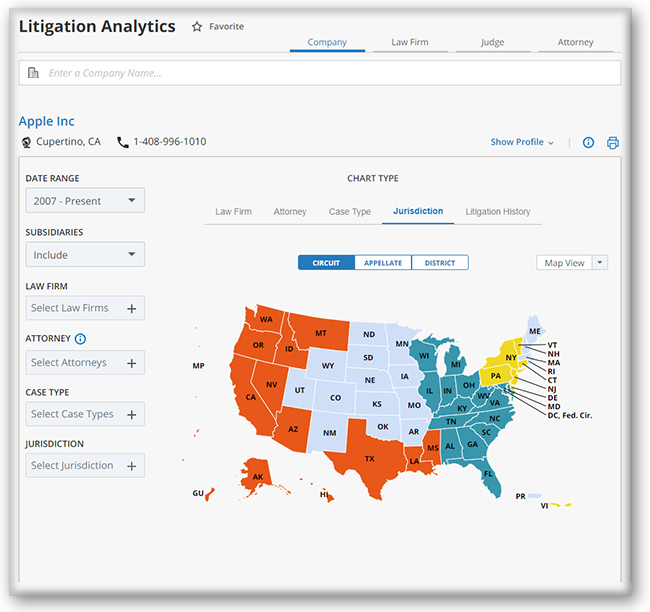 Litigation Analytics Favorite
Company Law Firm Judge Attorney
Enter a Company Name...
Apple Inc
Cupertino, CA 1-408-996-1010 Show Profile
DATE RANGE
2007 - Present
SUBSIDIARIES
Include
LAW FIRM
Select Law Firms
ATTORNEY
Select Attorneys
CASE TYPE
Select Case Types
JURISDICTION
Select Jurisdiction
CHART TYPE
Law Firm Attorney Case Type Jurisdiction Litigation History
CIRCUIT APPELLATE DISTRICT Map View
WA
MT
ND
MN
ME
OR
ID
SD
WI
MI
NY
VT
NH
MA
RI
CT
NJ
DE
MD
DC, Fed. Cir.
MP
WY
IA
PA
NV
UT
NE
IL
IN
OH
CA
CO
KS
MO
WV
VA
KY
AZ
NM
OK
AR
TN
NC
SC
TX
LA
MS
AL
GA
FL
AK
GU
HI
PR
VI